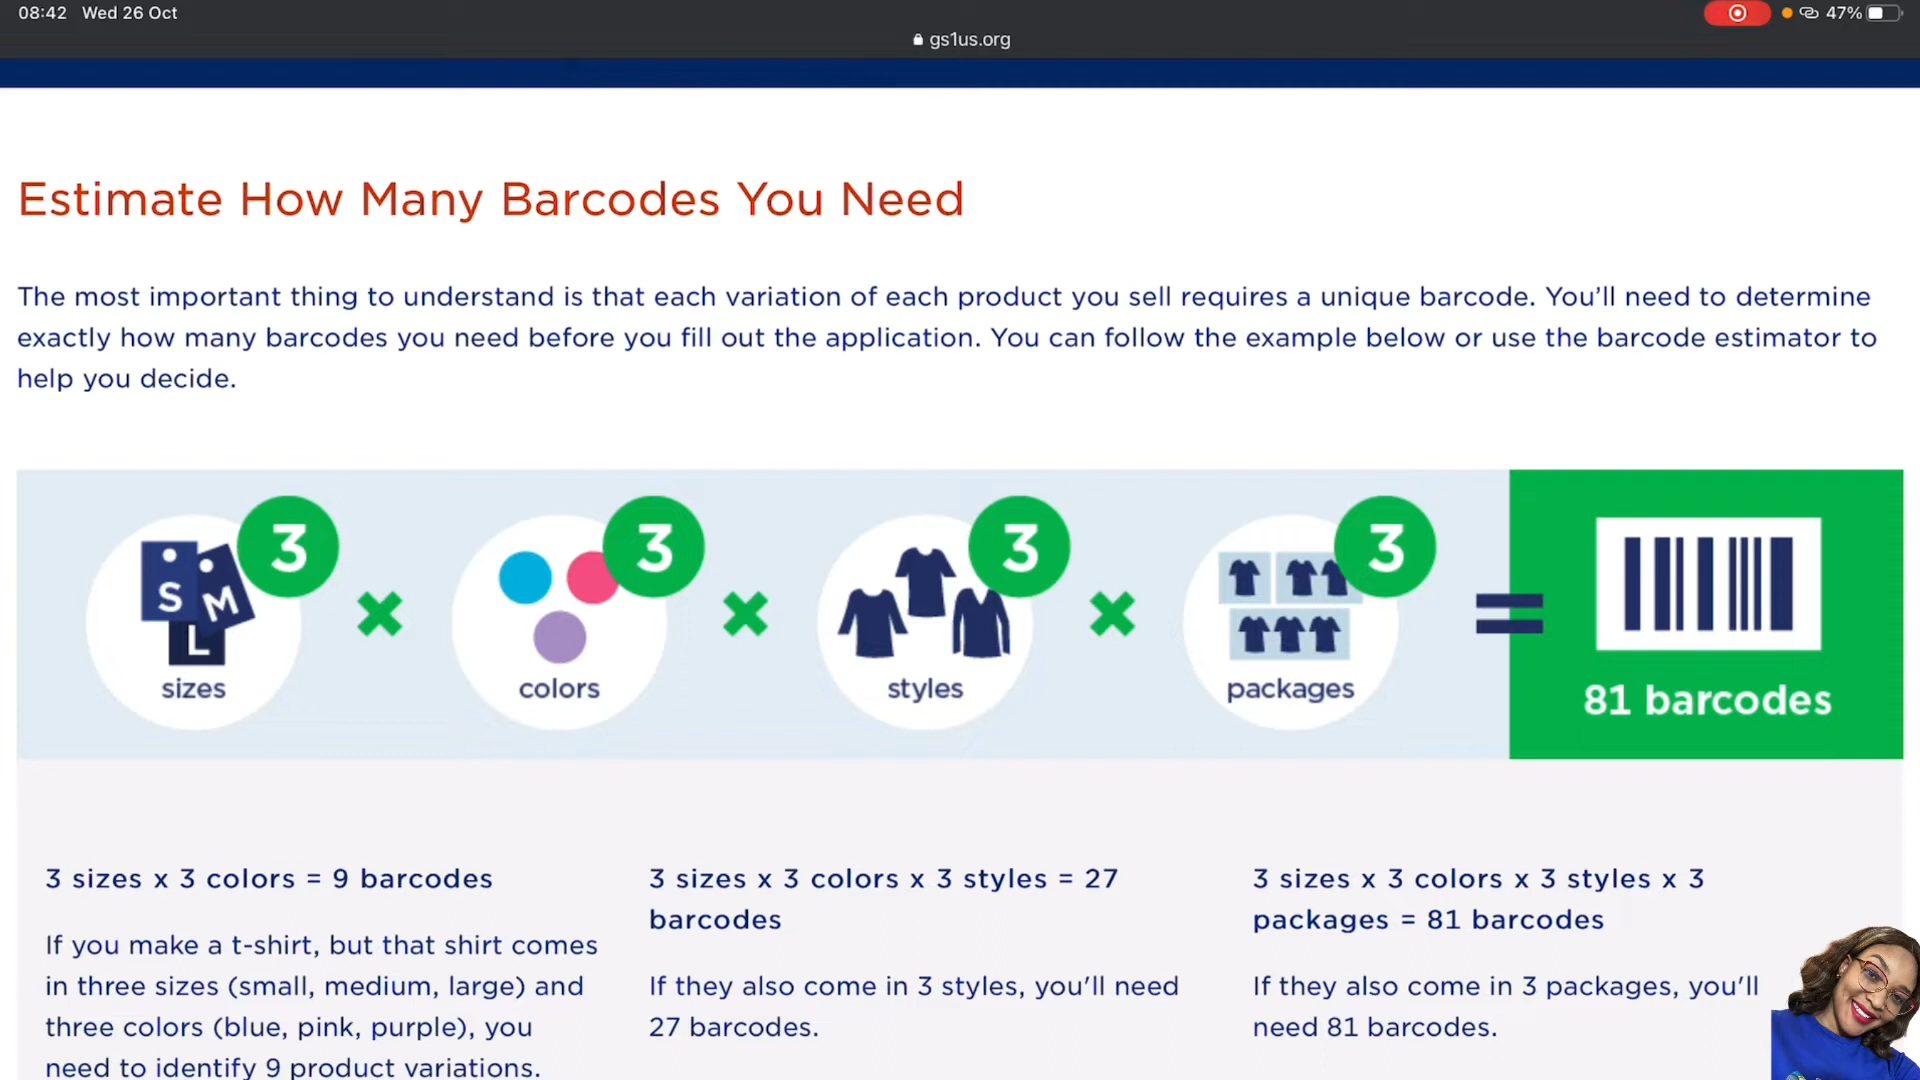 08:42 Wed 26 Oct
47%
gs1us.org
Estimate How Many Barcodes You Need
The most important thing to understand is that each variation of each product you sell requires a unique barcode. You’ll need to determine
exactly how many barcodes you need before you fill out the application. You can follow the example below or use the barcode estimator to
help you decide.
3 3 3 3
S M
L
sizes colors styles packages
81 barcodes
3 sizes x 3 colors = 9 barcodes
If you make a t-shirt, but that shirt comes
in three sizes (small, medium, large) and
three colors (blue, pink, purple), you
need to identify 9 product variations.
3 sizes x 3 colors x 3 styles = 27
barcodes
If they also come in 3 styles, you'll need
27 barcodes.
3 sizes x 3 colors x 3 styles x 3
packages = 81 barcodes
If they also come in 3 packages, you'll
need 81 barcodes.